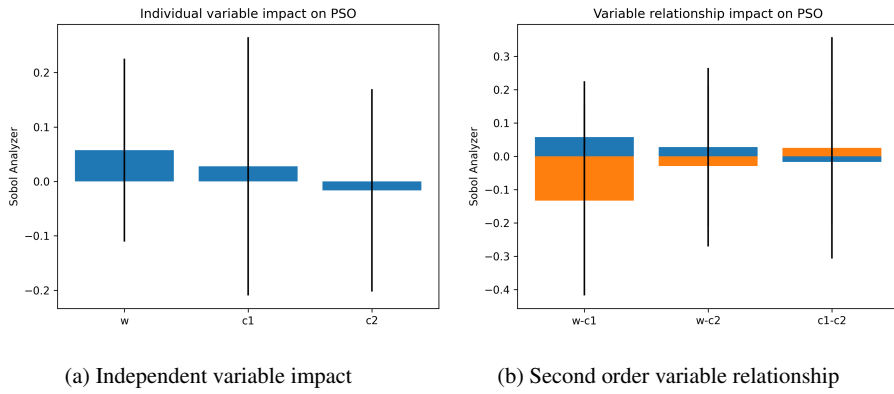 Individual variable impact on PSO
Sobol Analyzer
0.2
0.1
0.0
−0.1
−0.2
w
c1
c2
(a) Independent variable impact
Variable relationship impact on PSO
Sobol Analyzer
0.3
0.2
0.1
0.0
−0.1
−0.2
−0.3
−0.4
w-c1
w-c2
c1-c2
(b) Second order variable relationship